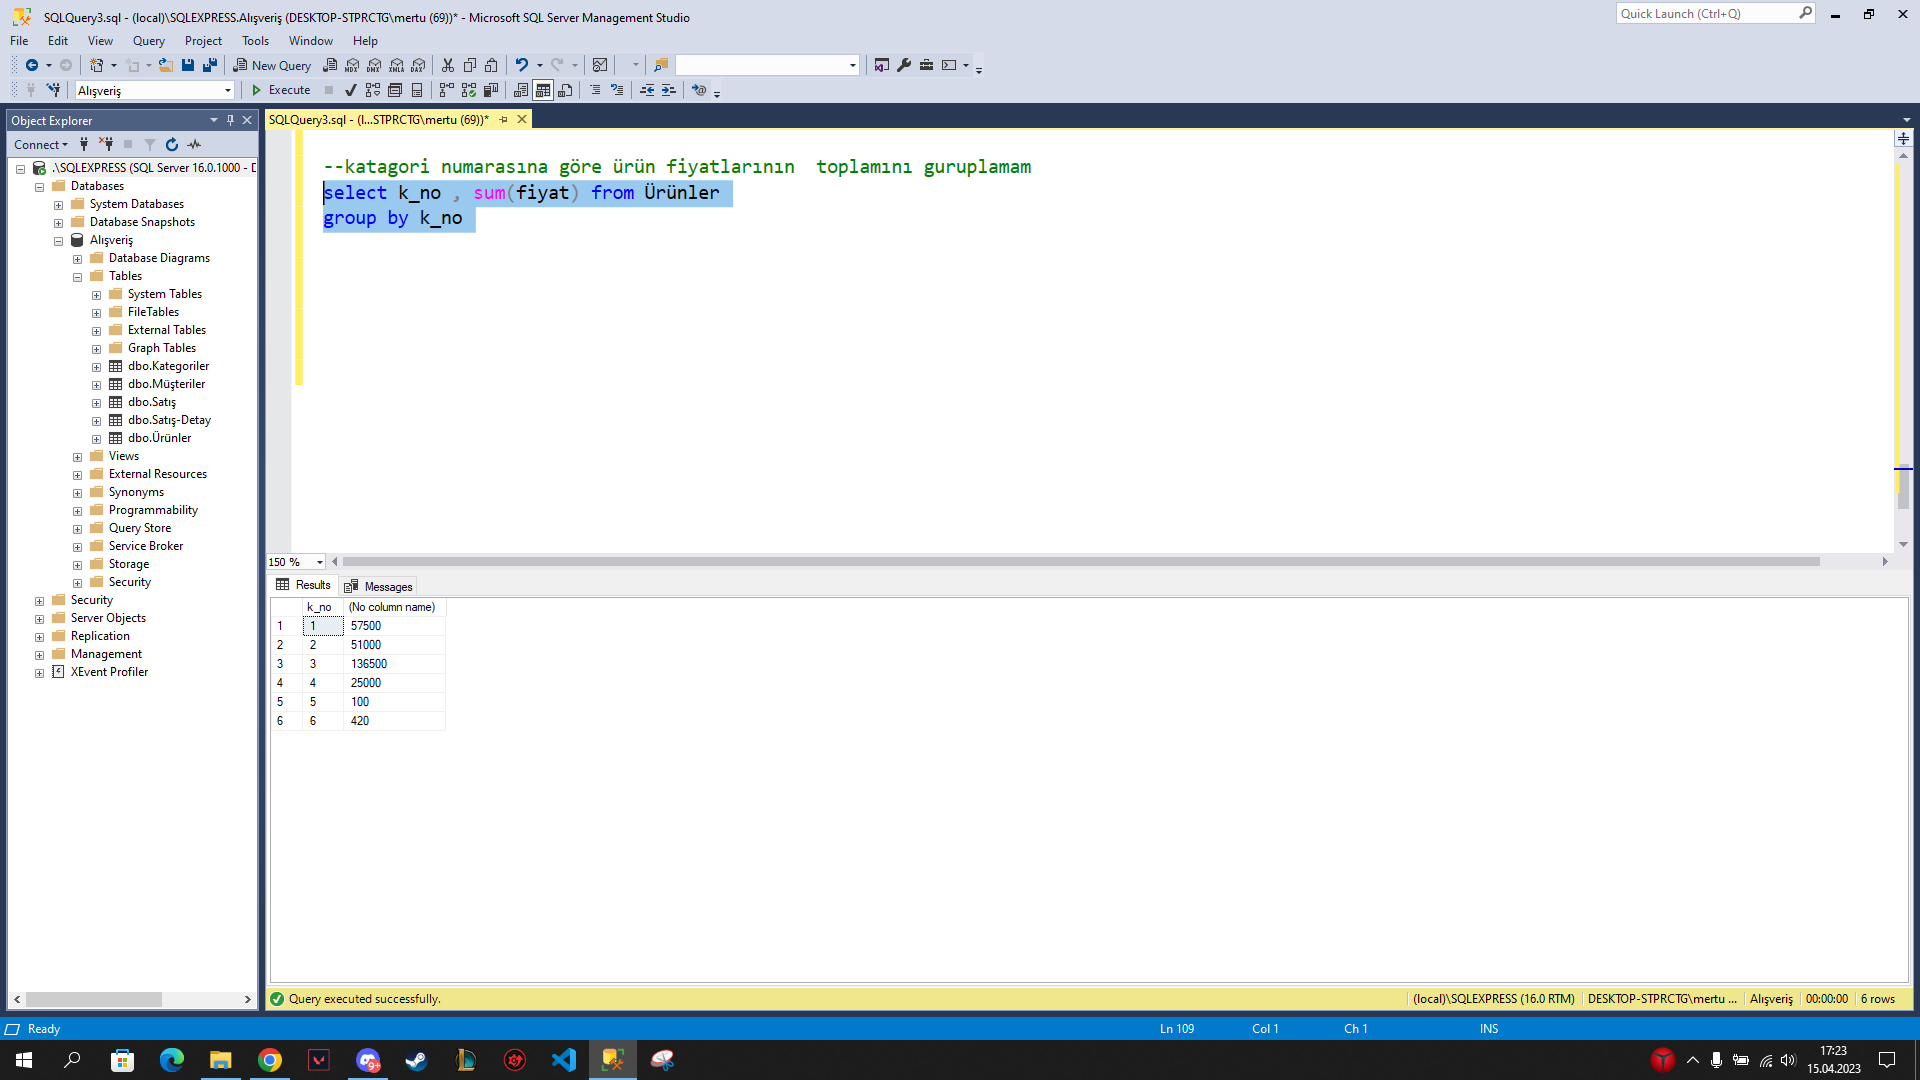 SQLQuery3.sql - (local)\SQLEXPRESS.Alışveriş (DESKTOP-STPRCTG\mertu (69))* - Microsoft SQL Server Management Studio
Quick Launch (Ctrl+Q)
File Edit View Query Project Tools Window Help
New Query
MDX DMX XMLA DAX
Alışveriş
Execute
Object Explorer
SQLQuery3.sql - (l...STPRCTG\mertu (69))*
Connect
.\SQLEXPRESS (SQL Server 16.0.1000 - D
Databases
System Databases
Database Snapshots
Alışveriş
Database Diagrams
Tables
System Tables
FileTables
External Tables
Graph Tables
dbo.Kategoriler
dbo.Müşteriler
dbo.Satış
dbo.Satış-Detay
dbo.Ürünler
Views
External Resources
Synonyms
Programmability
Query Store
Service Broker
Storage
Security
Security
Server Objects
Replication
Management
XEvent Profiler
--katagori numarasına göre ürün fiyatlarının  toplamını guruplamam
select k_no , sum(fiyat) from Ürünler
group by k_no
150 %
Results Messages
k_no (No column name)
1 1 57500
2 2 51000
3 3 136500
4 4 25000
5 5 100
6 6 420
Query executed successfully.
(local)\SQLEXPRESS (16.0 RTM) DESKTOP-STPRCTG\mertu ... Alışveriş 00:00:00 6 rows
Ready
Ln 109 Col 1 Ch 1 INS
9+
17:23
15.04.2023